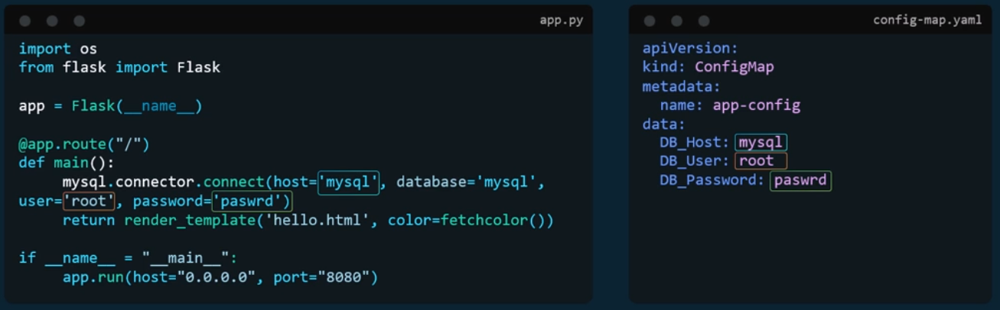 app.py
import os
from flask import Flask
app = Flask(__name__)
@app.route("/")
def main():
mysql.connector.connect(host='mysql', database='mysql',
user='root', password='paswrd')
return render_template('hello.html', color=fetchcolor())
if __name__ = "__main__":
app.run(host="0.0.0.0", port="8080")
config-map.yaml
apiVersion:
kind: ConfigMap
metadata:
name: app-config
data:
DB_Host: mysql
DB_User: root
DB_Password: paswrd